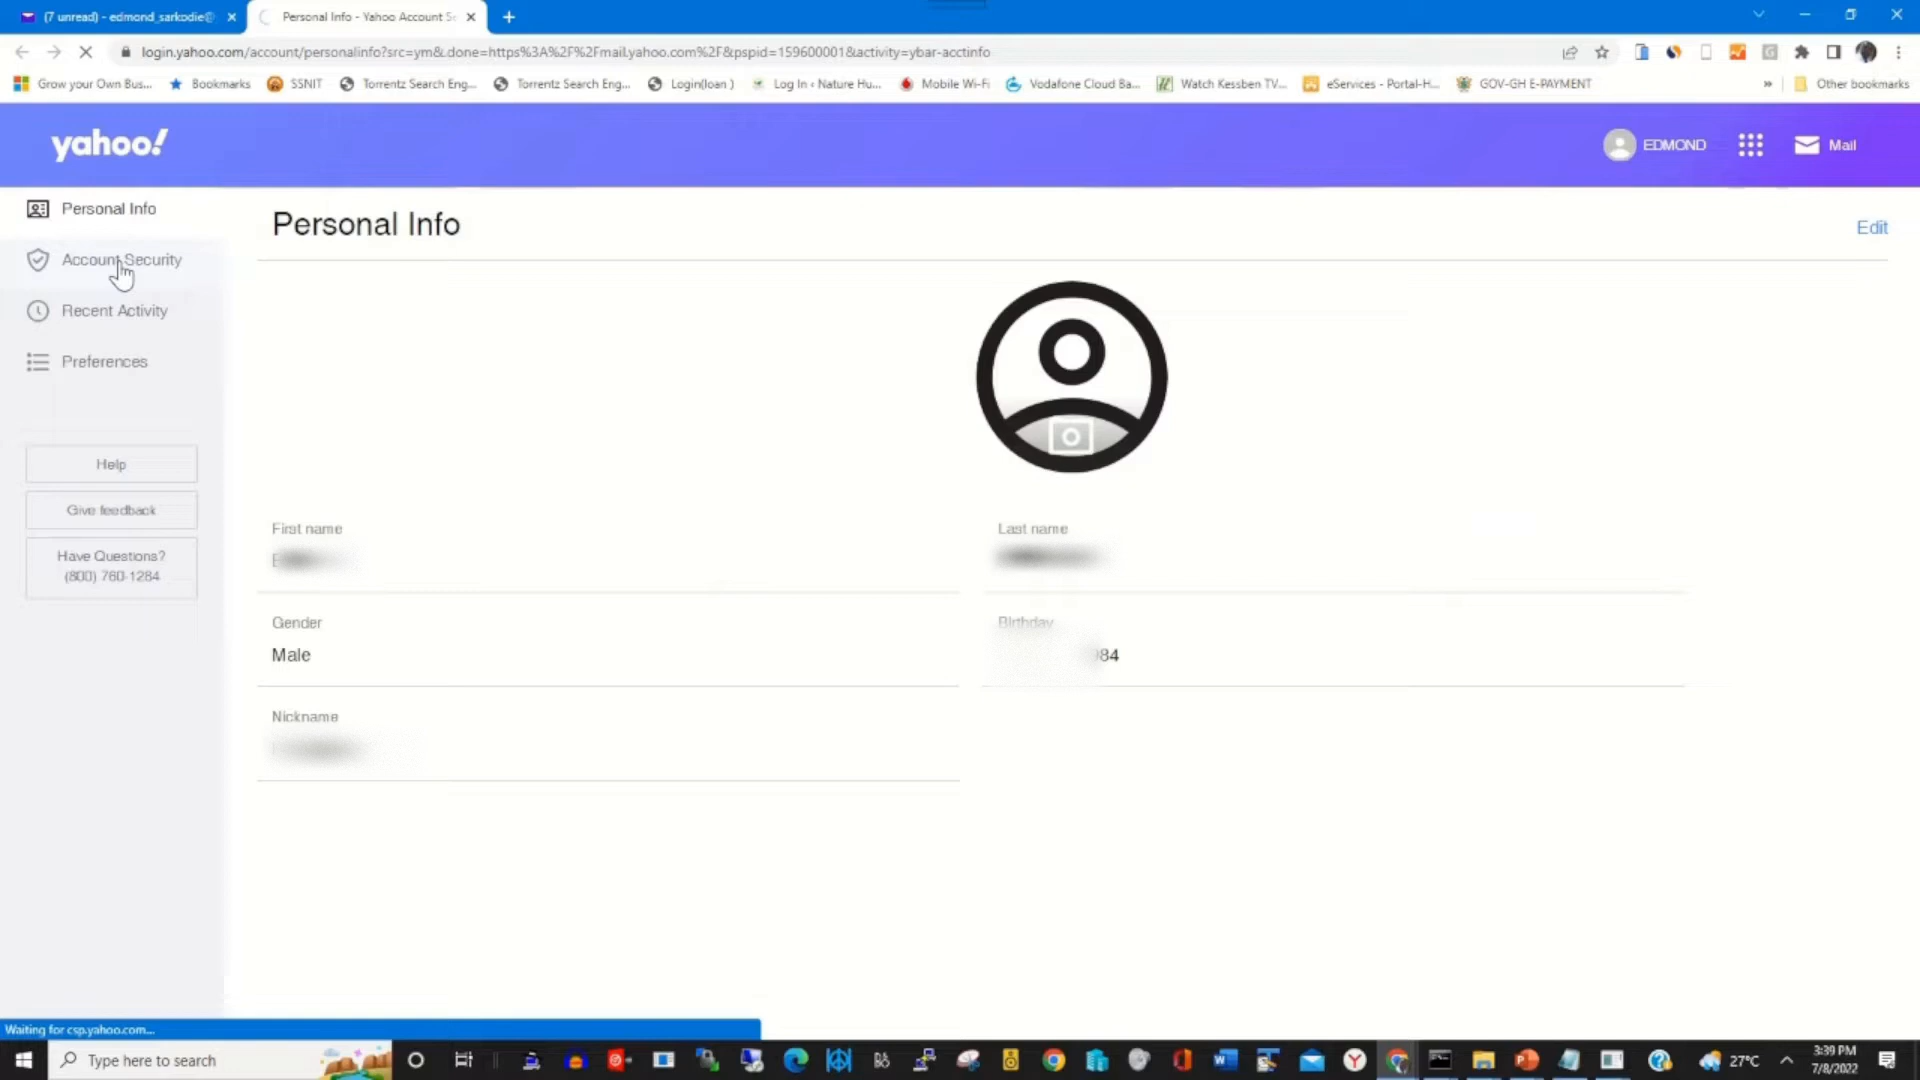 (7 unread) - edmond_sarkodie@
Personal Info - Yahoo Account Se
login.yahoo.com/account/personalinfo?src=ym&.done=https%3A%2F%2Fmail.yahoo.com%2F&pspid=159600001&activity=ybar-acctinfo
Grow your Own Bus... Bookmarks SSNIT Torrentz Search Eng... Torrentz Search Eng... Login(loan ) Log In ‹ Nature Hu... Mobile Wi-Fi Vodafone Cloud Ba... Watch Kessben TV... eServices - Portal-H... GOV-GH E-PAYMENT » Other bookmarks
yahoo!
EDMOND
Mail
Personal Info
Account Security
Recent Activity
Preferences
Help
Give feedback
Have Questions?
(800) 760-1284
Personal Info
Edit
First name
Last name
Gender
Male
Birthday
84
Nickname
Waiting for csp.yahoo.com...
Type here to search
27°C
3:39 PM
7/8/2022